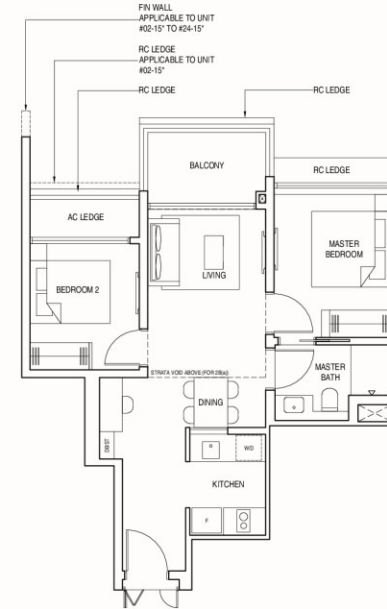 FIN WALL
APPLICABLE TO UNIT
#02-15* TO #24-15*
RC LEDGE
APPLICABLE TO UNIT
#02-15*
RC LEDGE
RC LEDGE
BALCONY
RC LEDGE
AC LEDGE
MASTER
BEDROOM
LIVING
BEDROOM 2
STRATA VOID ABOVE (FOR
MASTER
BATH
DINING
W/D
DB/ST
KITCHEN
F